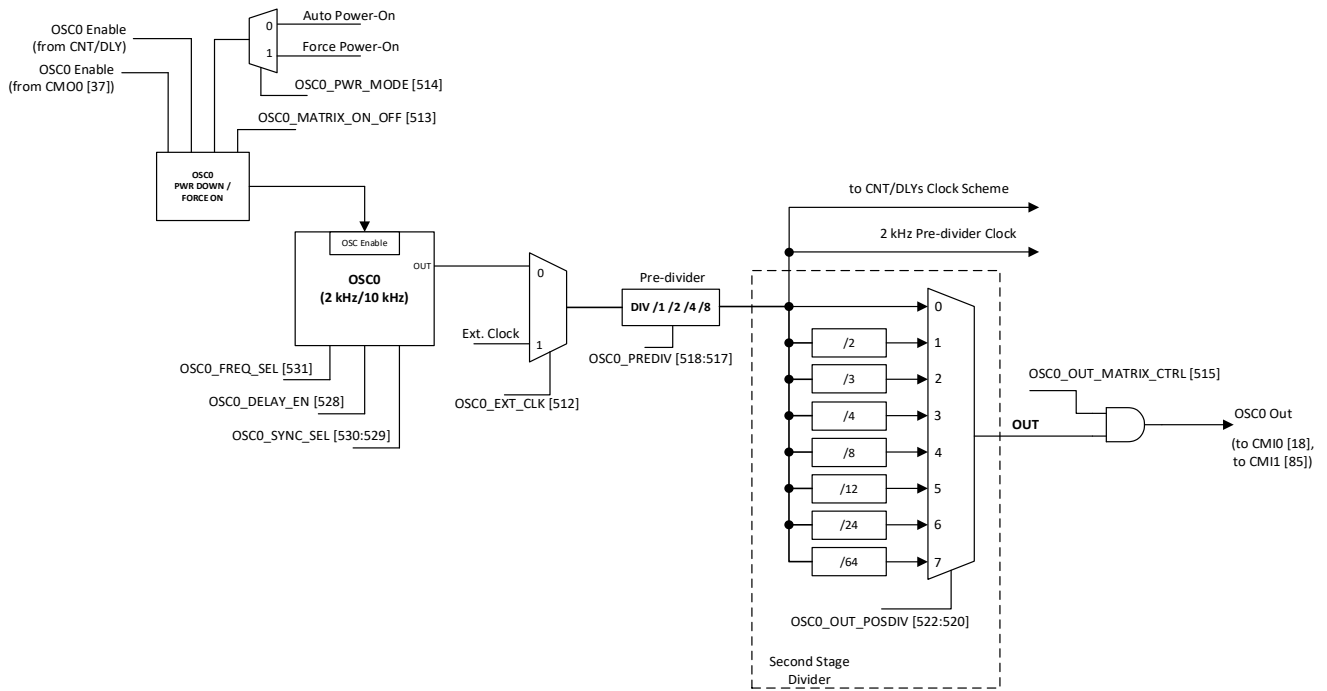 Auto Power-On
0
OSC0 Enable
(from CNT/DLY)
Force Power-On
1
OSC0 Enable
(from CMO0 [37])
OSC0_PWR_MODE [514]
OSC0_MATRIX_ON_OFF [513]
OSC0
PWR DOWN /
FORCE ON
to CNT/DLYs Clock Scheme
2 kHz Pre-divider Clock
OSC Enable
OUT
OSC0
(2 kHz/10 kHz)
0
Pre-divider
DIV /1 /2 /4 /8
Ext. Clock
1
OSC0_PREDIV [518:517]
OSC0_FREQ_SEL [531]
OSC0_DELAY_EN [528]
OSC0_EXT_CLK [512]
OSC0_SYNC_SEL [530:529]
0
/2
1
/3
2
/4
3
/8
4
/12
5
/24
6
/64
7
OSC0_OUT_POSDIV [522:520]
Second Stage
Divider
OUT
OSC0_OUT_MATRIX_CTRL [515]
OSC0 Out
(to CMI0 [18],
to CMI1 [85])